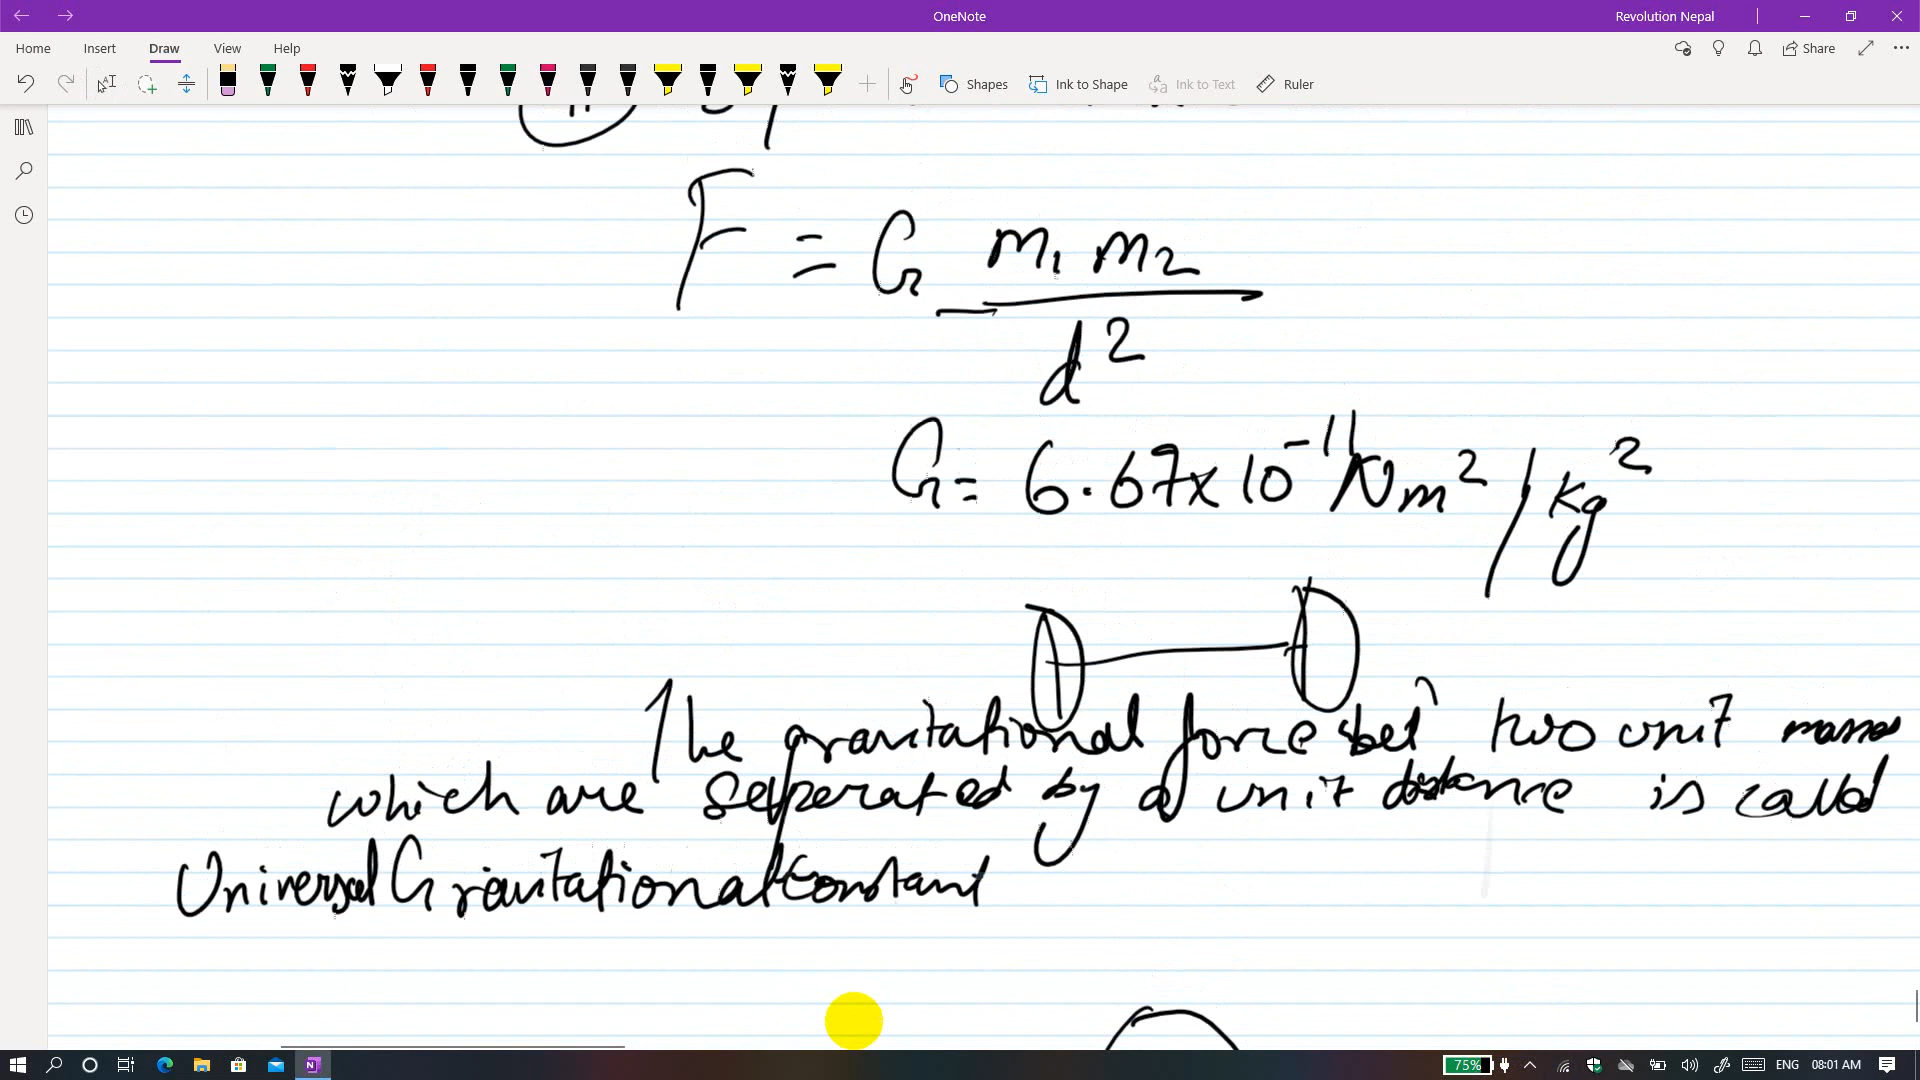 OneNote
Revolution Nepal
Home Insert Draw View Help
Share
Shapes Ink to Shape Ink to Text Ruler
F = G m₁ m₂
d²
G = 6.67 x 10⁻¹¹ Nm² / kg²
The gravitational force bet^n two unit masses
which are seperated by a unit distance is called
Universal Gravitational constant
75% ENG 08:01 AM